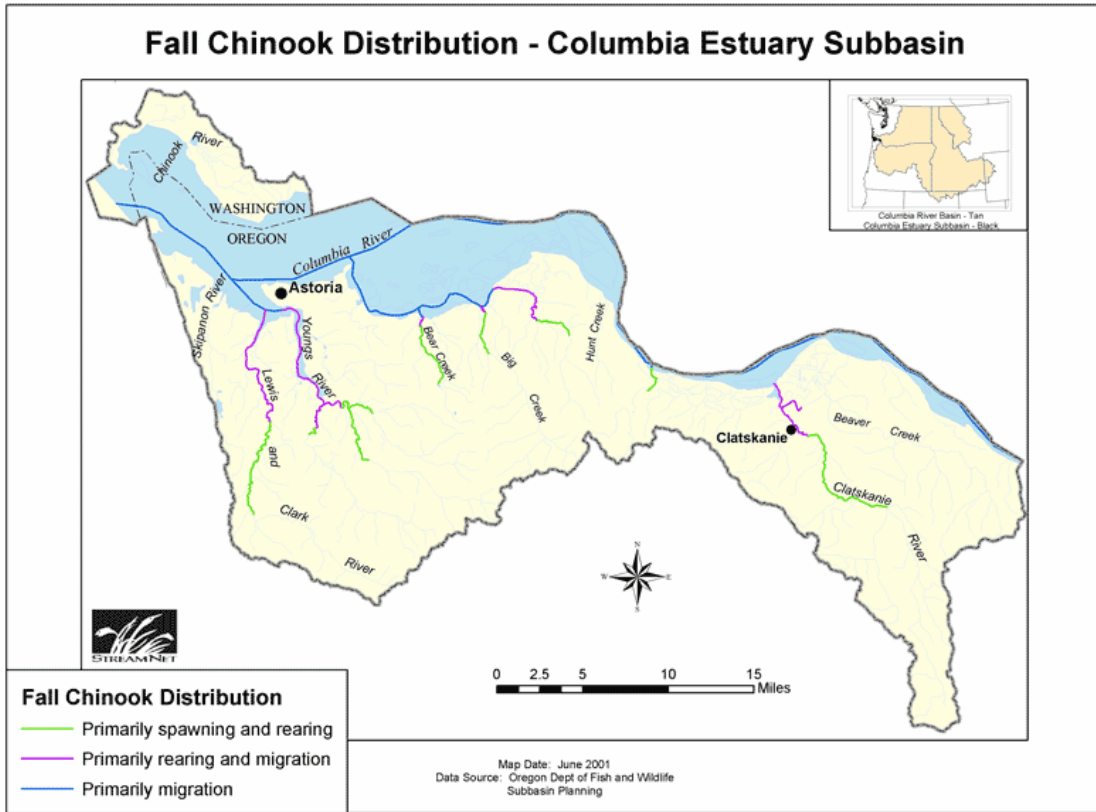 Fall Chinook Distribution - Columbia Estuary Subbasin
Chinook
River
WASHINGTON
OREGON
Columbia River
Astoria
Skipanon River
Youngs
River
Lewis
and
Clark
River
Bear Creek
Big
Creek
Hunt Creek
Clatskanie
Beaver
Creek
Clatskanie
River
Columbia River Basin - Tan
Columbia Estuary Subbasin - Black
N
W
E
S
STREAMNET
0 2.5 5 10 15
Miles
Fall Chinook Distribution
Primarily spawning and rearing
Primarily rearing and migration
Primarily migration
Map Date: June 2001
Data Source: Oregon Dept of Fish and Wildlife
Subbasin Planning